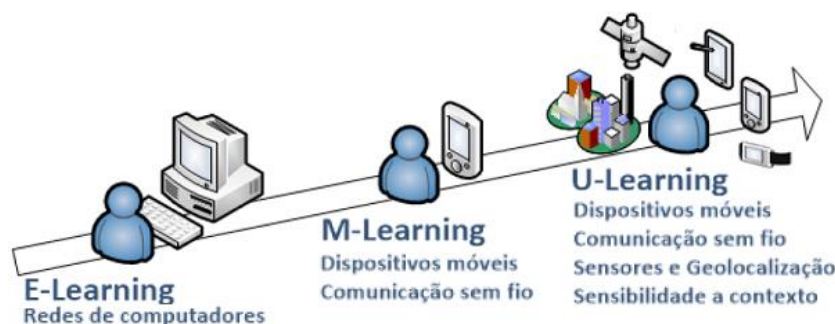 E-Learning
Redes de computadores
M-Learning
Dispositivos móveis
Comunicação sem fio
U-Learning
Dispositivos móveis
Comunicação sem fio
Sensores e Geolocalização
Sensibilidade a contexto